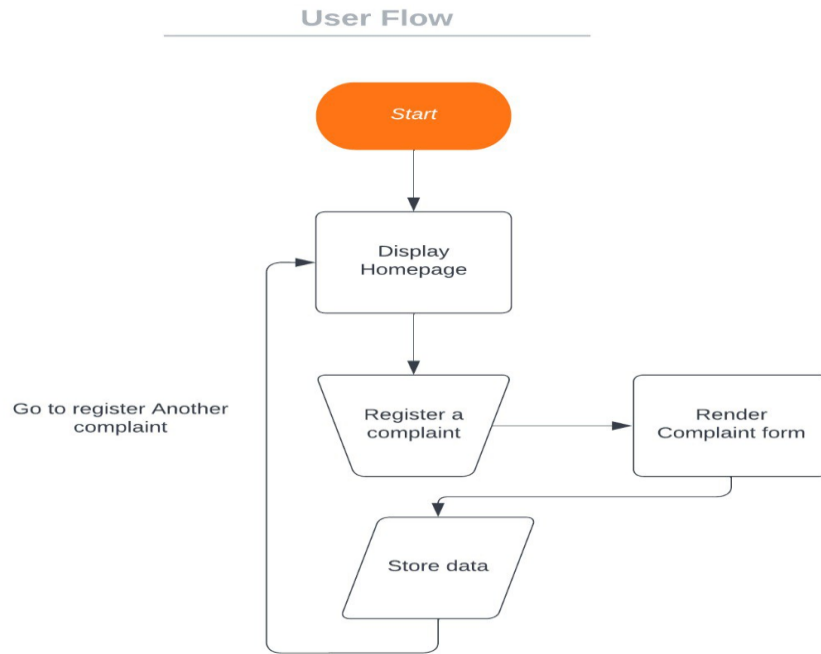 User Flow
Start
Display
Homepage
Register a
complaint
Render
Complaint form
Go to register Another
complaint
Store data